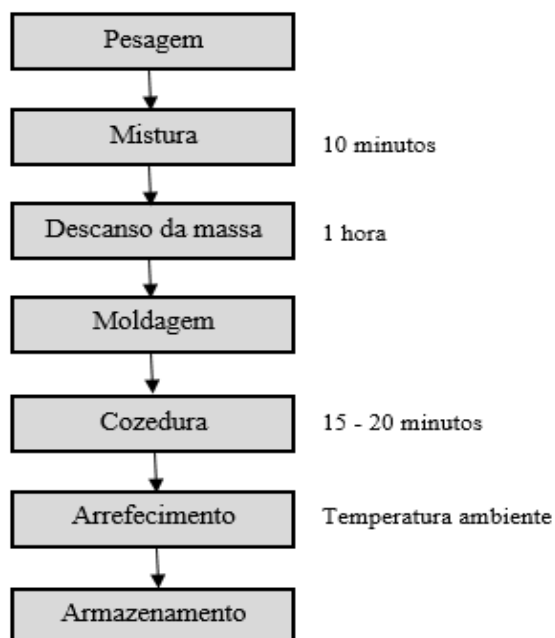 Pesagem
Mistura
10 minutos
Descanso da massa
1 hora
Moldagem
Cozedura
15 - 20 minutos
Arrefecimento
Temperatura ambiente
Armazenamento